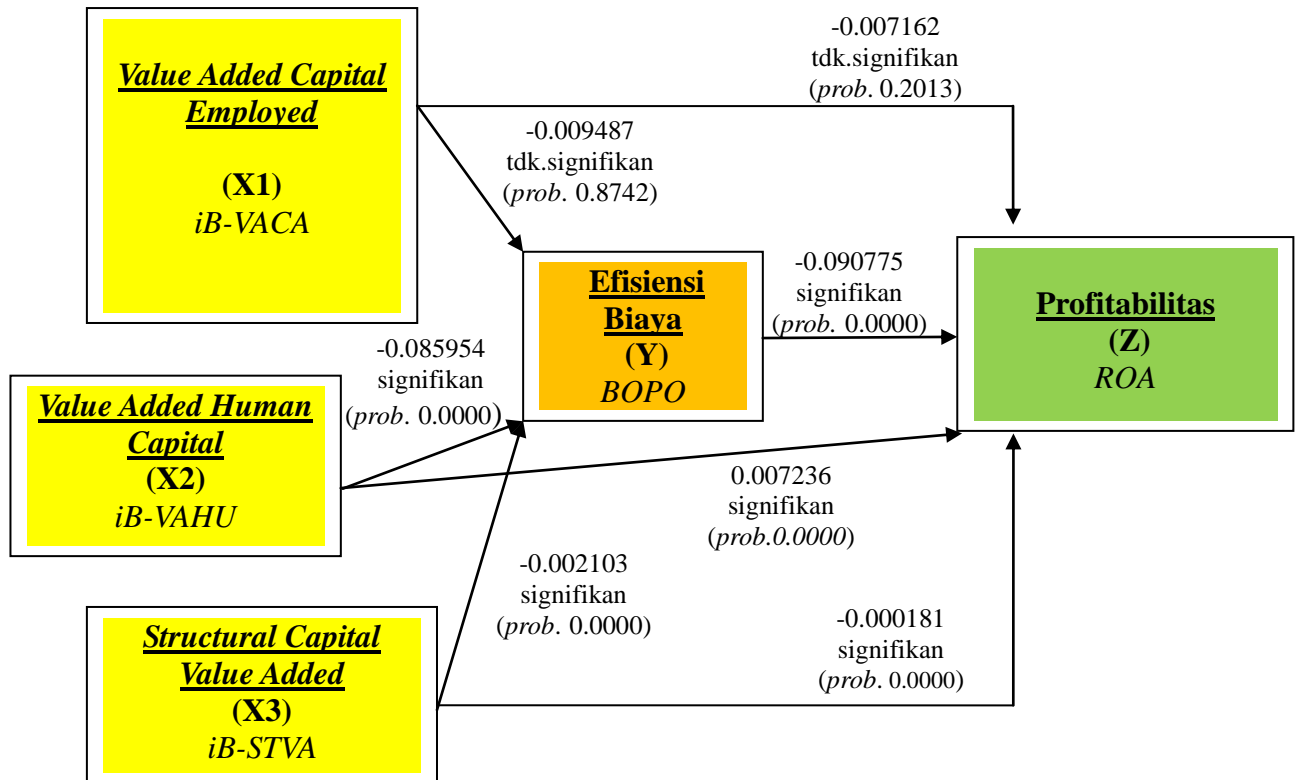 Value Added Capital
Employed
(X1)
iB-VACA
-0.007162
tdk.signifikan
(prob. 0.2013)
-0.009487
tdk.signifikan
(prob. 0.8742)
Efisiensi
Biaya
(Y)
BOPO
-0.090775
signifikan
(prob. 0.0000)
Profitabilitas
(Z)
ROA
-0.085954
signifikan
(prob. 0.0000)
Value Added Human
Capital
(X2)
iB-VAHU
0.007236
signifikan
(prob.0.0000)
-0.002103
signifikan
(prob. 0.0000)
-0.000181
signifikan
(prob. 0.0000)
Structural Capital
Value Added
(X3)
iB-STVA